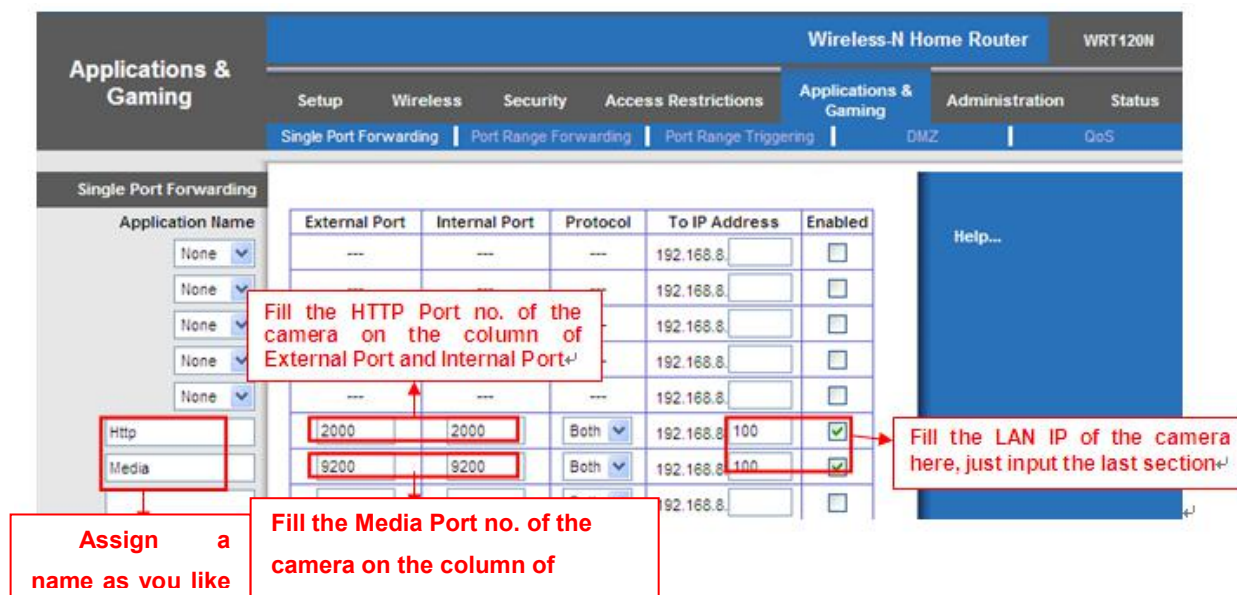 Wireless-N Home Router WRT120N
Applications &
Gaming
Setup Wireless Security Access Restrictions Applications & Gaming Administration Status
Single Port Forwarding Port Range Forwarding Port Range Triggering DMZ QoS
Single Port Forwarding
Application Name External Port Internal Port Protocol To IP Address Enabled
Help...
None --- --- --- 192.168.8.
None --- --- --- 192.168.8.
None 192.168.8.
None 192.168.8.
None --- --- --- 192.168.8.
Fill the HTTP Port no. of the
camera on the column of
External Port and Internal Port↵
Http 2000 2000 Both 192.168.8. 100
Media 9200 9200 Both 192.168.8. 100
192.168.8.
Fill the LAN IP of the camera
here, just input the last section↵
↵
Assign a
name as you like
Fill the Media Port no. of the
camera on the column of